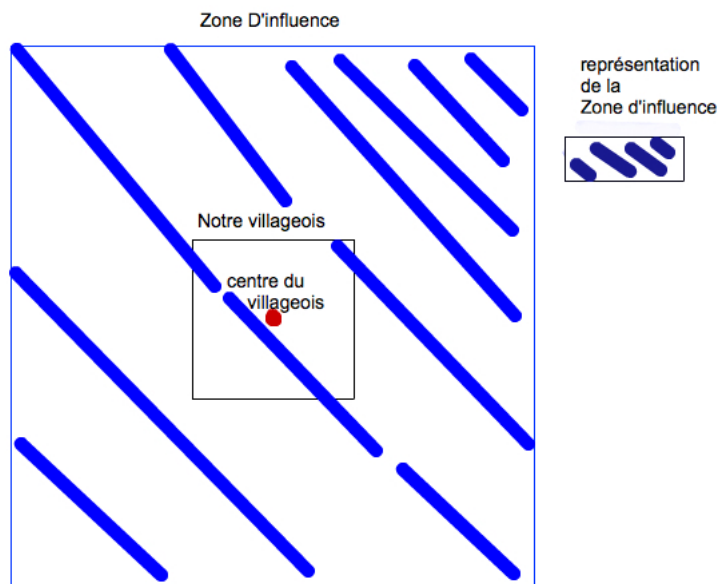 Zone D'influence
représentation
de la
Zone d'influence
Notre villageois
centre du
villageois